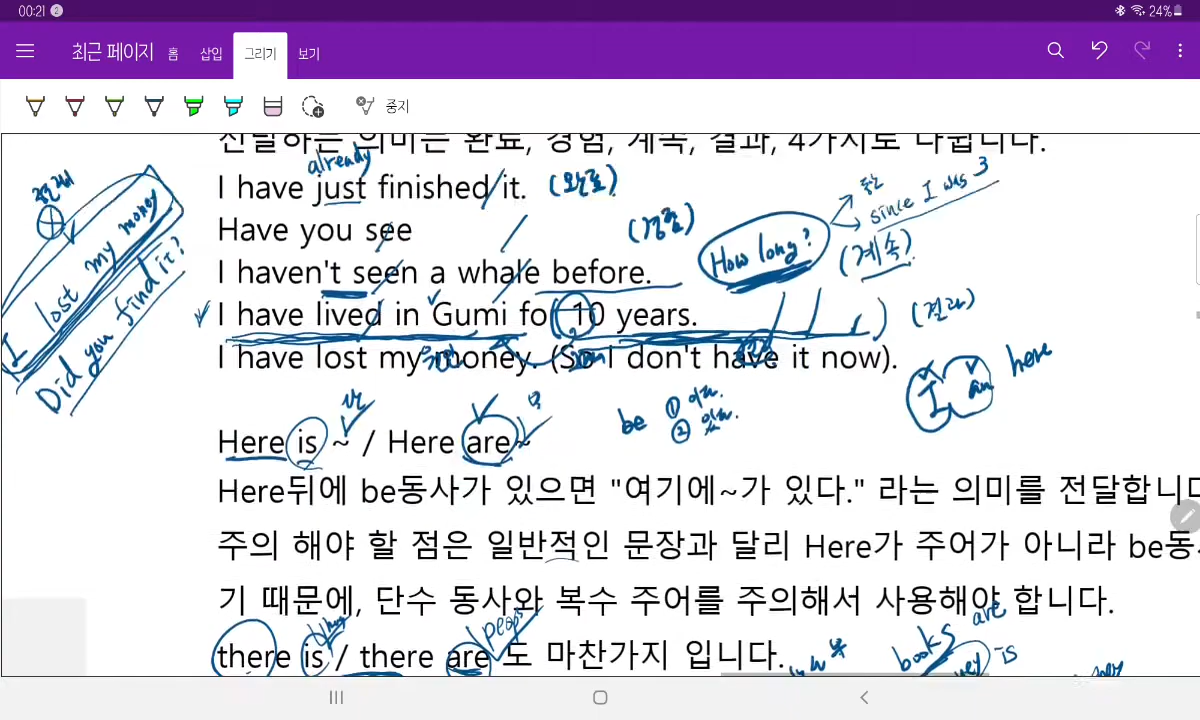 00:21 2
24%
최근 페이지 홈 삽입 그리기 보기
중지
전달하는 의미는 완료, 경험, 계속, 결과, 4가지로 나뉩니다.
already
I have just finished it. (완료)
since I was 3
Have you see
(경험)
How long?
(계속)
I haven't seen a whale before.
I have lived in Gumi fo 10 years.
(결과)
I have lost my money. (So I don't have it now).
I lost my money
Did you find it?
I am here
be ① 이다. ② 있다.
Here is ~ / Here are~
Here뒤에 be동사가 있으면 "여기에~가 있다." 라는 의미를 전달합니다
주의 해야 할 점은 일반적인 문장과 달리 Here가 주어가 아니라 be동사
기 때문에, 단수 동사와 복수 주어를 주의해서 사용해야 합니다.
there is / there are 도 마찬가지 입니다.
books are
is